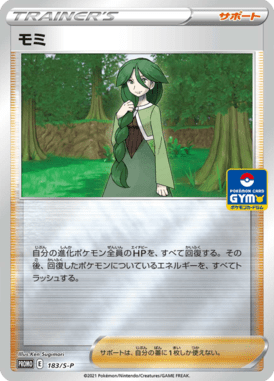 TRAINER'S サポート
モミ
POKÉMON CARD
GYM
ポケモンカードジム
自分の進化ポケモン全員のHPを、すべて回復する。そ
の後、回復したポケモンについているエネルギーを、すべてト
ラッシュする。
Illus. Ken Sugimori
PROMO E 183/S-P
サポートは、自分の番に1枚しか使えない。
©2021 Pokémon/Nintendo/Creatures/GAME FREAK.